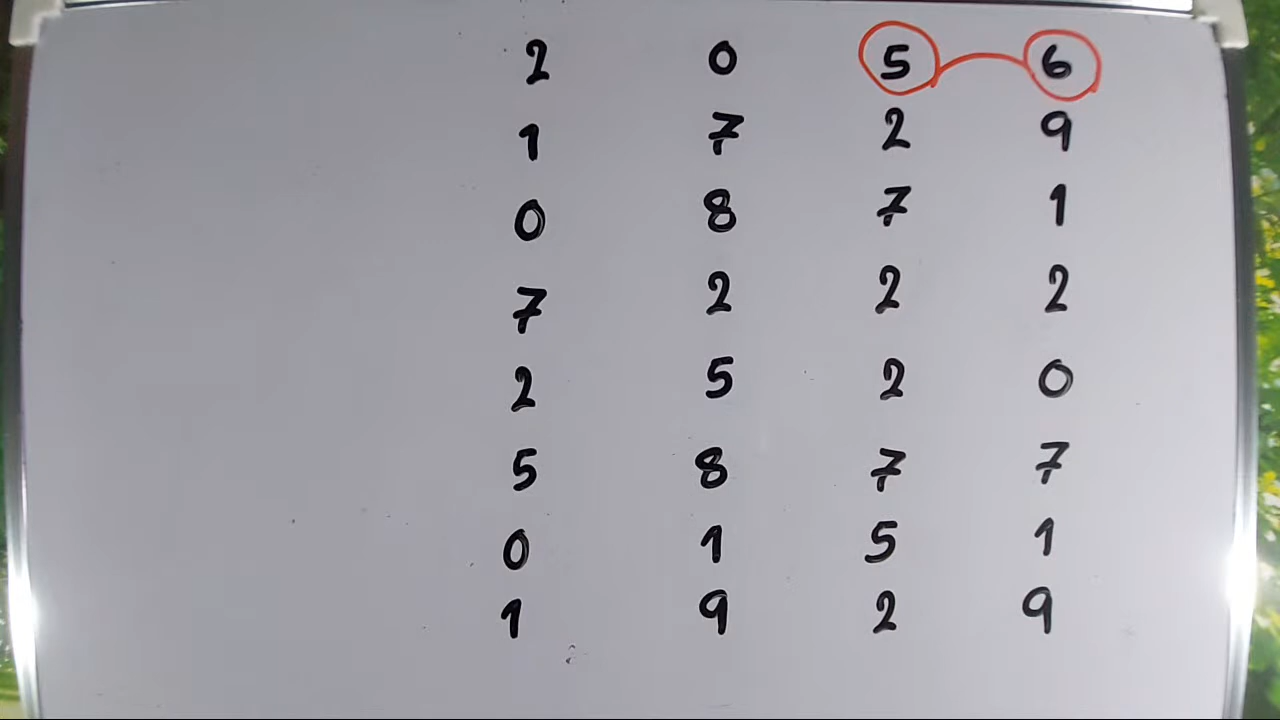 2 0 5 6
1 7 2 9
0 8 7 1
7 2 2 2
2 5 2 0
5 8 7 7
0 1 5 1
1 9 2 9